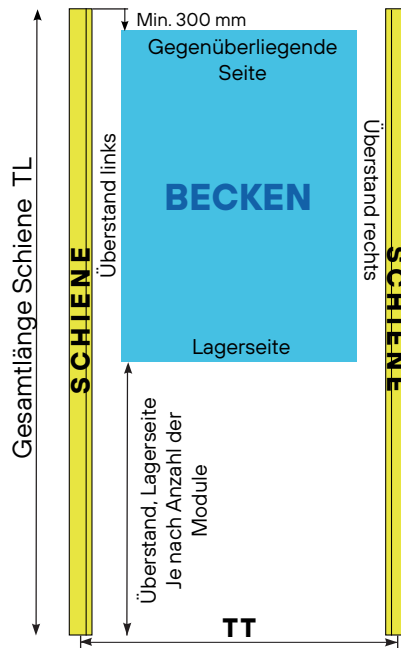 Min. 300 mm
Gegenüberliegende
Seite
Gesamtlänge Schiene TL
SCHIENE
Überstand links
BECKEN
Überstand rechts
SCHIENE
Lagerseite
Überstand, Lagerseite
Je nach Anzahl der
Module
TT